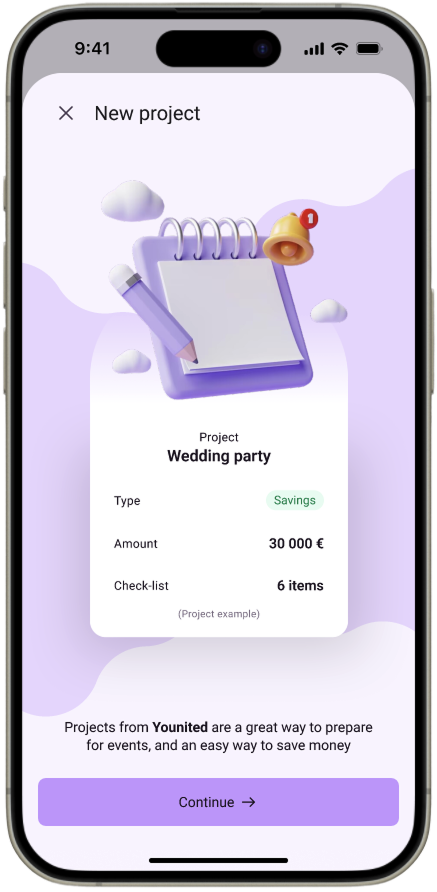 9:41
New project
1
Project
Wedding party
Type Savings
Amount 30 000 €
Check-list 6 items
(Project example)
Projects from Younited are a great way to prepare
for events, and an easy way to save money
Continue →